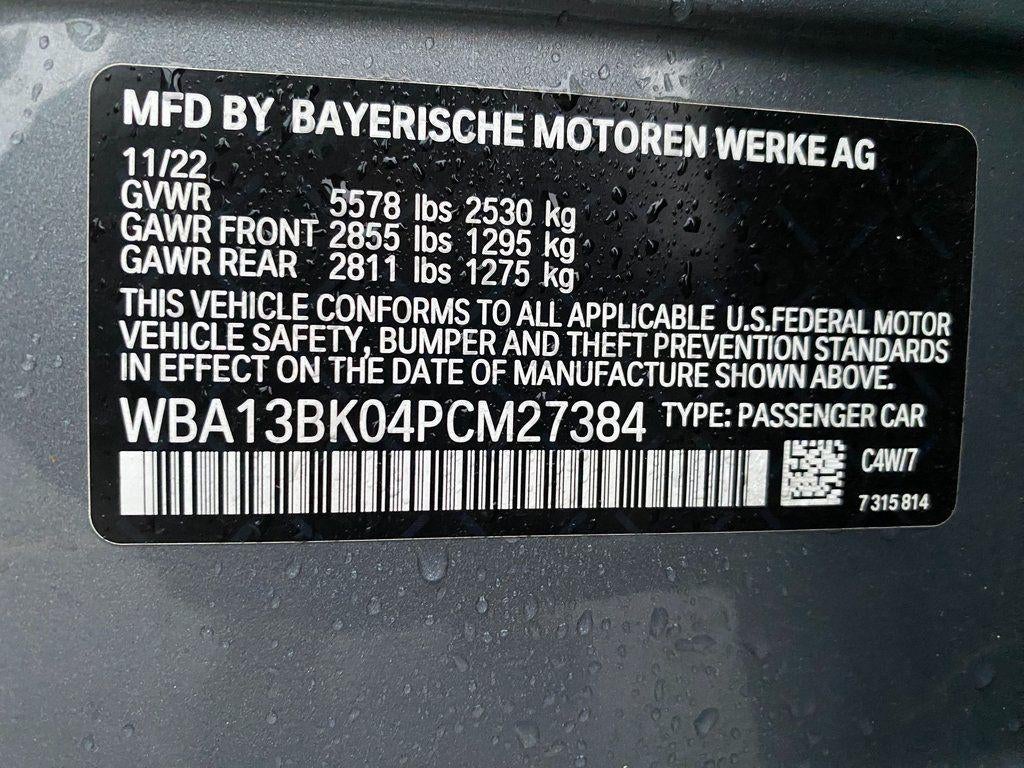 MFD BY BAYERISCHE MOTOREN WERKE AG
11/22
GVWR 5578 lbs 2530 kg
GAWR FRONT 2855 lbs 1295 kg
GAWR REAR 2811 lbs 1275 kg
THIS VEHICLE CONFORMS TO ALL APPLICABLE U.S.FEDERAL MOTOR
VEHICLE SAFETY, BUMPER AND THEFT PREVENTION STANDARDS
IN EFFECT ON THE DATE OF MANUFACTURE SHOWN ABOVE.
WBA13BK04PCM27384 TYPE: PASSENGER CAR
C4W/7
7 315 814